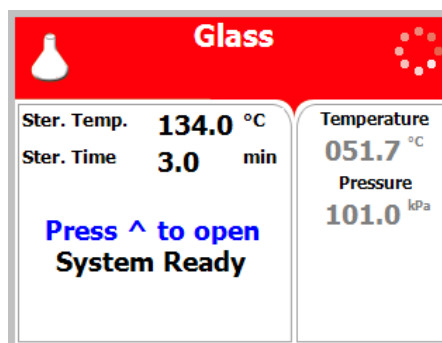 Glass
Ster. Temp. 134.0 °C
Ster. Time 3.0 min
Press ^ to open
System Ready
Temperature
051.7 °C
Pressure
101.0 kPa